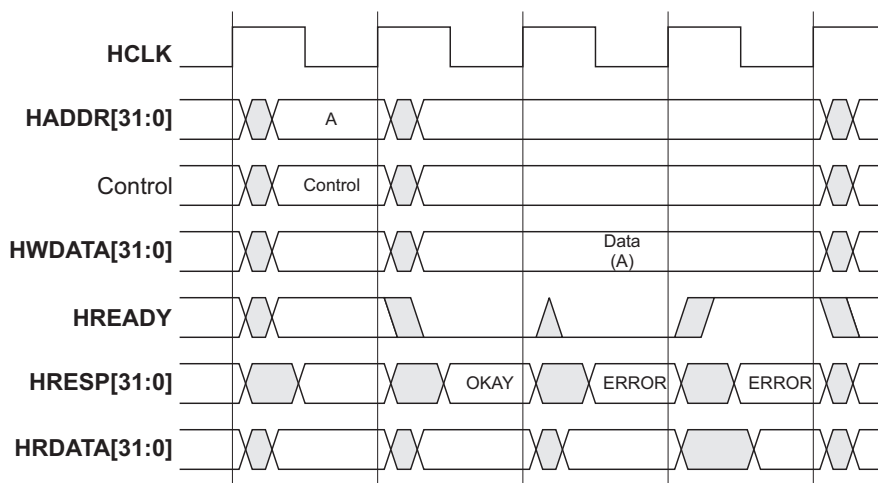 HCLK
HADDR[31:0]
A
Control
Control
HWDATA[31:0]
Data
(A)
HREADY
HRESP[31:0]
OKAY
ERROR
ERROR
HRDATA[31:0]